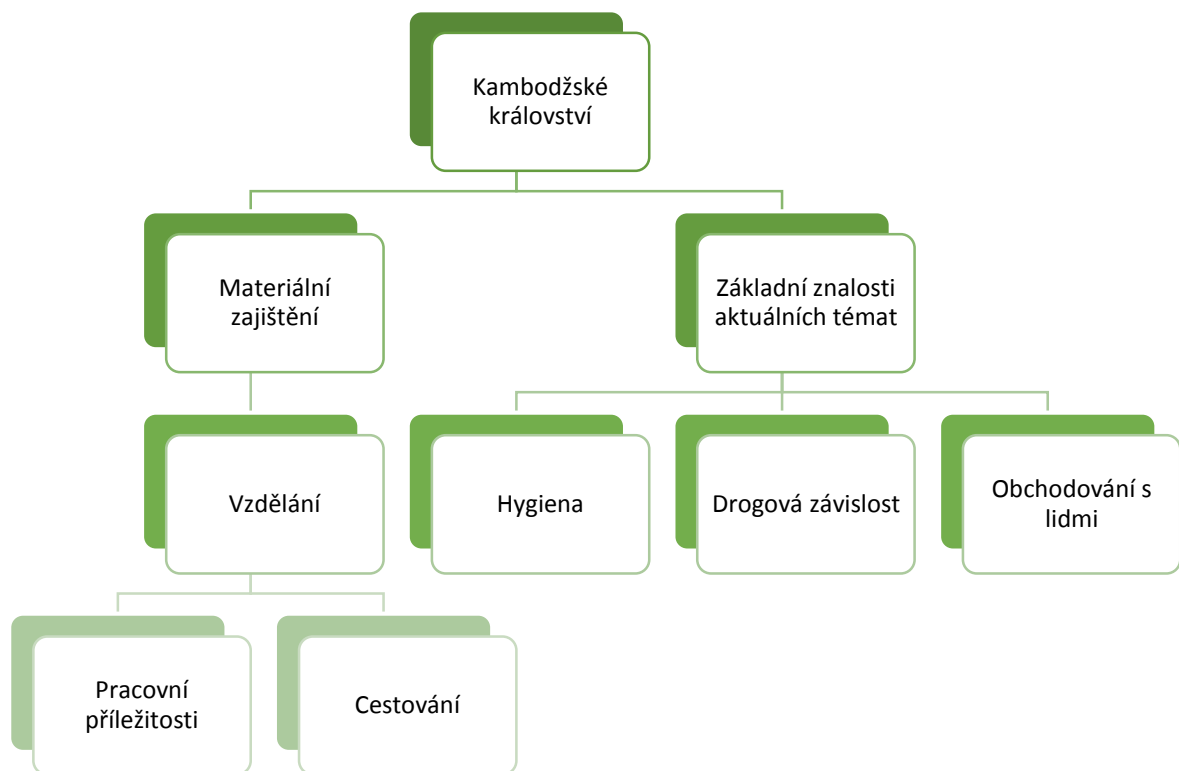 Kambodžské
království
Materiální
zajištění
Základní znalosti
aktuálních témat
Vzdělání
Hygiena
Drogová závislost
Obchodování s
lidmi
Pracovní
příležitosti
Cestování